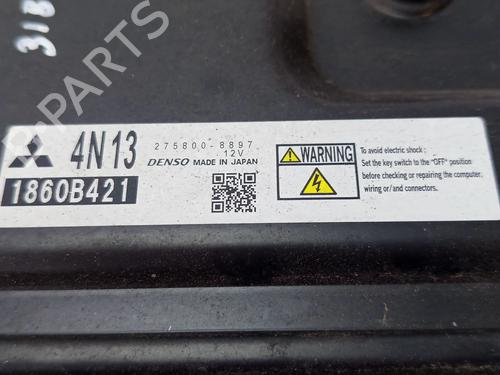 318
B-PARTS
4N13
275800-8897
12V
DENSO MADE IN JAPAN
1860B421
WARNING
To avoid electric shock:
Set the key switch to the "OFF" position
before checking or repairing the computer,
wiring or/and connectors.